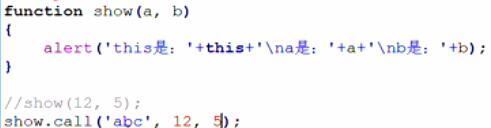 function show(a, b)
{
    alert('this是: '+this+'\na是: '+a+'\nb是: '+b);
}
//show(12, 5);
show.call('abc', 12, 5);